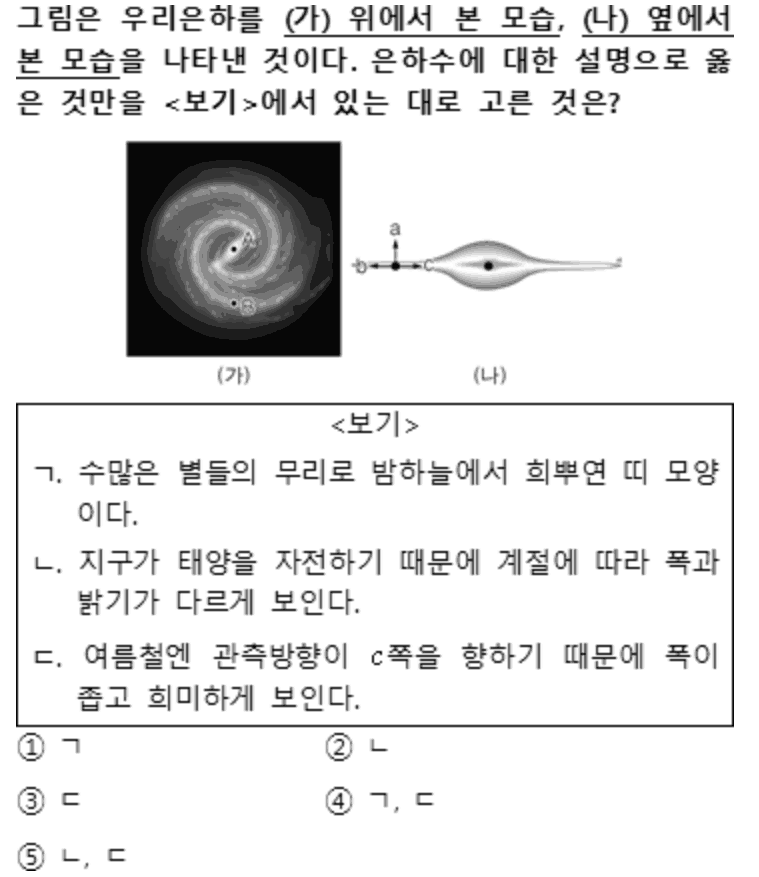 그림은 우리은하를 (가) 위에서 본 모습, (나) 옆에서
본 모습을 나타낸 것이다. 은하수에 대한 설명으로 옳
은 것만을 <보기>에서 있는 대로 고른 것은?
A
B
a
b
c
(가)
(나)
<보기>
ㄱ. 수많은 별들의 무리로 밤하늘에서 희뿌연 띠 모양
이다.
ㄴ. 지구가 태양을 자전하기 때문에 계절에 따라 폭과
밝기가 다르게 보인다.
ㄷ. 여름철엔 관측방향이 c쪽을 향하기 때문에 폭이
좁고 희미하게 보인다.
① ㄱ
② ㄴ
③ ㄷ
④ ㄱ, ㄷ
⑤ ㄴ, ㄷ